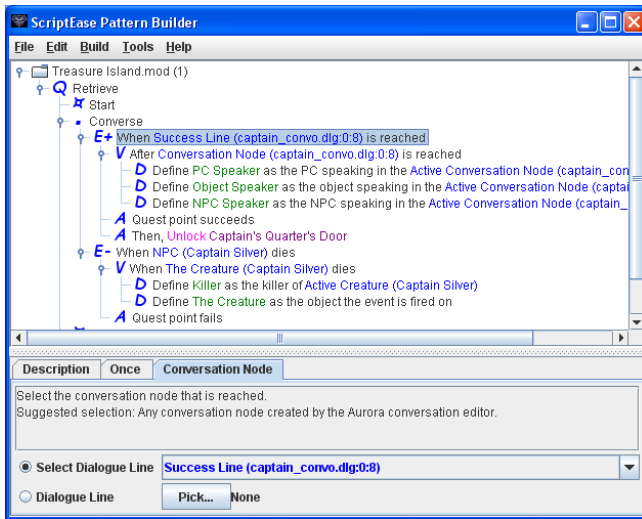 ScriptEase Pattern Builder
File Edit Build Tools Help
Treasure Island.mod (1)
Q Retrieve
Start
Converse
E+ When Success Line (captain_convo.dlg:0:8) is reached
V After Conversation Node (captain_convo.dlg:0:8) is reached
D Define PC Speaker as the PC speaking in the Active Conversation Node (captain_con
D Define Object Speaker as the object speaking in the Active Conversation Node (captai
D Define NPC Speaker as the NPC speaking in the Active Conversation Node (captain_
A Quest point succeeds
A Then, Unlock Captain's Quarter's Door
E- When NPC (Captain Silver) dies
V When The Creature (Captain Silver) dies
D Define Killer as the killer of Active Creature (Captain Silver)
D Define The Creature as the object the event is fired on
A Quest point fails
Description Once Conversation Node
Select the conversation node that is reached.
Suggested selection: Any conversation node created by the Aurora conversation editor.
Select Dialogue Line Success Line (captain_convo.dlg:0:8)
Dialogue Line Pick... None